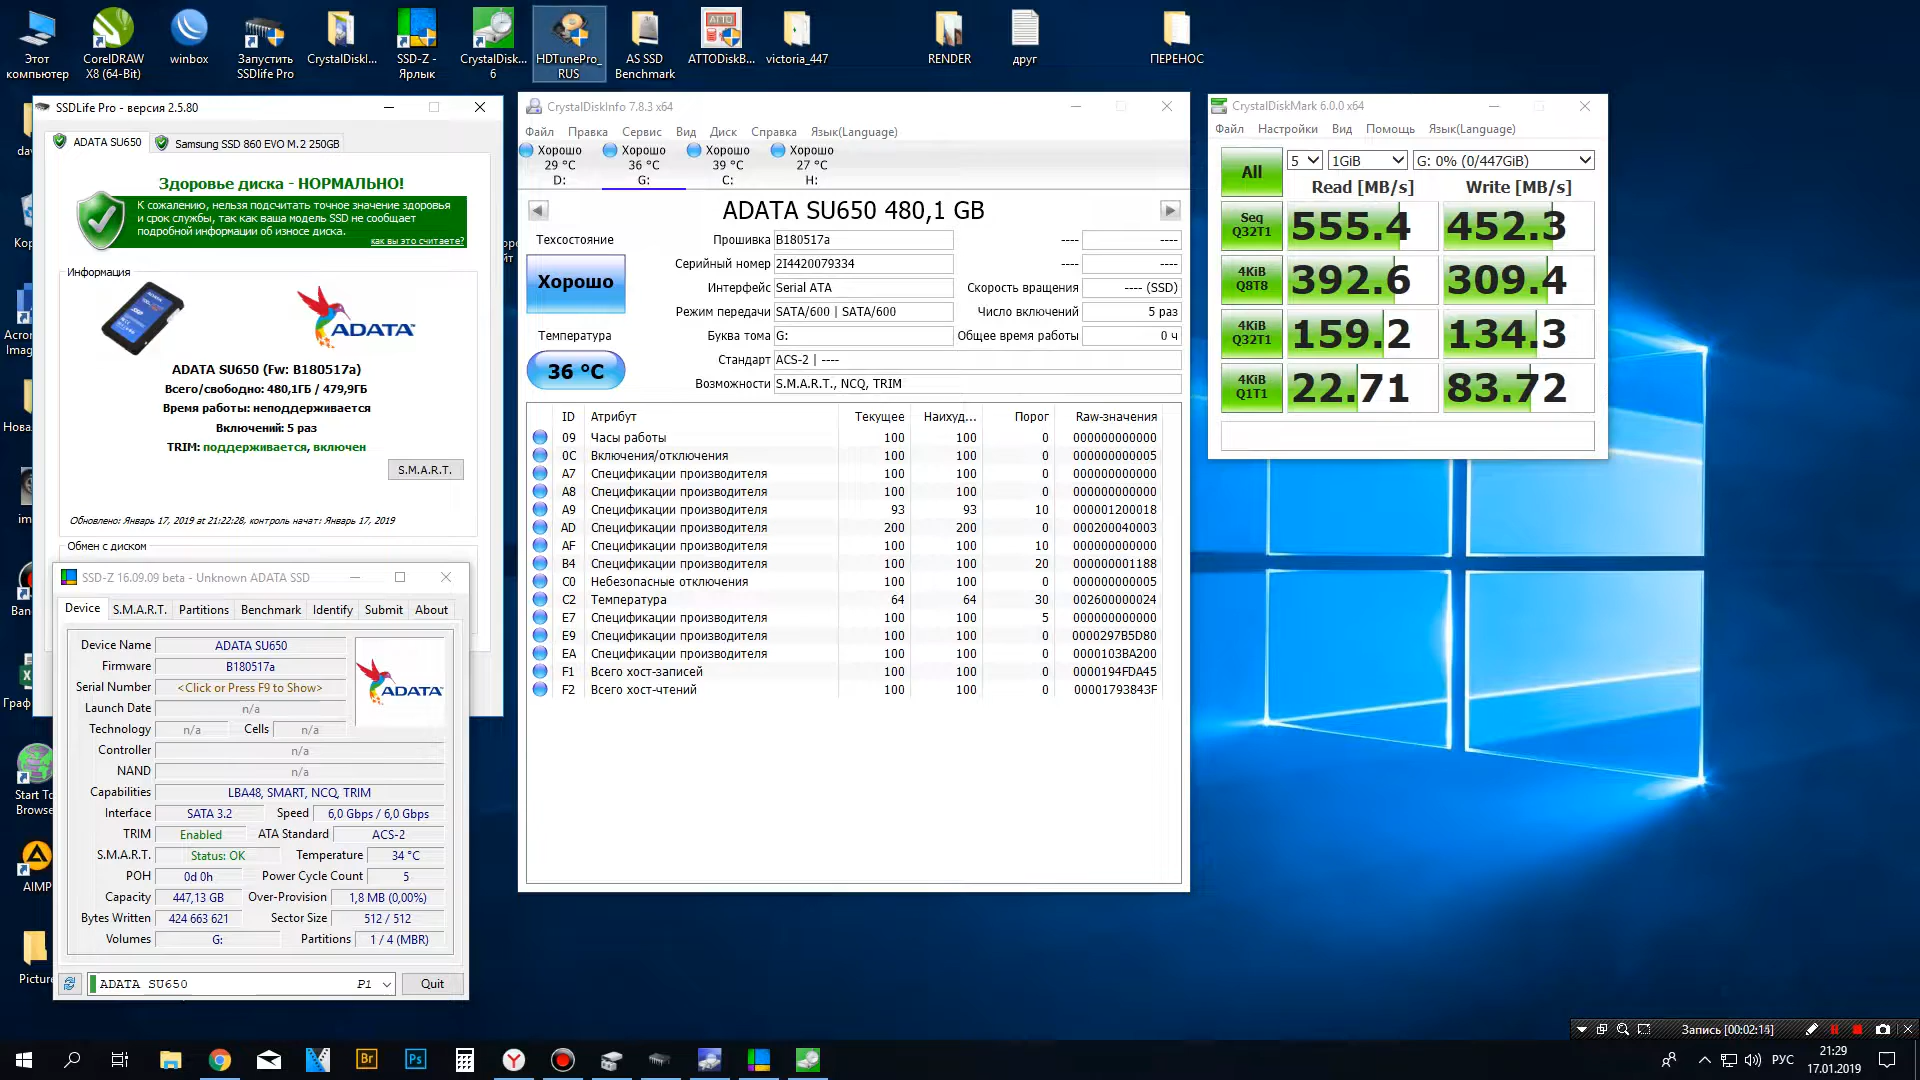 Этот компьютер
CorelDRAW X8 (64-Bit)
winbox
Запустить SSDlife Pro
CrystalDiskI...
SSD-Z - Ярлык
CrystalDisk... 6
HDTunePro_ RUS
AS SSD Benchmark
ATTO
ATTODiskB...
victoria_447
RENDER
друг
ПЕРЕНОС
SSDLife Pro - версия 2.5.80
ADATA SU650
Samsung SSD 860 EVO M.2 250GB
Здоровье диска - НОРМАЛЬНО!
К сожалению, нельзя подсчитать точное значение здоровья
и срок службы, так как ваша модель SSD не сообщает
подробной информации об износе диска.
как вы это считаете?
Информация
ADATA
ADATA SU650 (Fw: B180517a)
Всего/свободно: 480,1ГБ / 479,9ГБ
Время работы: неподдерживается
Включений: 5 раз
TRIM: поддерживается, включен
S.M.A.R.T.
Обновлено: Январь 17, 2019 at 21:22:28, контроль начат: Январь 17, 2019
Обмен с диском
SSD-Z 16.09.09 beta - Unknown ADATA SSD
Device S.M.A.R.T. Partitions Benchmark Identify Submit About
Device Name ADATA SU650
Firmware B180517a
ADATA
Serial Number <Click or Press F9 to Show>
Launch Date n/a
Technology n/a Cells n/a
Controller n/a
NAND n/a
Capabilities LBA48, SMART, NCQ, TRIM
Interface SATA 3.2 Speed 6,0 Gbps / 6,0 Gbps
TRIM Enabled ATA Standard ACS-2
S.M.A.R.T. Status: OK Temperature 34 °C
POH 0d 0h Power Cycle Count 5
Capacity 447,13 GB Over-Provision 1,8 MB (0,00%)
Bytes Written 424 663 621 Sector Size 512 / 512
Volumes G: Partitions 1 / 4 (MBR)
ADATA SU650 P1 Quit
CrystalDiskInfo 7.8.3 x64
Файл Правка Сервис Вид Диск Справка Язык(Language)
Хорошо Хорошо Хорошо Хорошо
29 °C 36 °C 39 °C 27 °C
D: G: C: H:
ADATA SU650 480,1 GB
Техсостояние
Хорошо
Температура
36 °C
Прошивка B180517a ---- ----
Серийный номер 2I4420079334 ---- ----
Интерфейс Serial ATA Скорость вращения ---- (SSD)
Режим передачи SATA/600 | SATA/600 Число включений 5 раз
Буква тома G: Общее время работы 0 ч
Стандарт ACS-2 | ----
Возможности S.M.A.R.T., NCQ, TRIM
ID Атрибут Текущее Наихуд... Порог Raw-значения
09 Часы работы 100 100 0 000000000000
0C Включения/отключения 100 100 0 000000000005
A7 Спецификации производителя 100 100 0 000000000000
A8 Спецификации производителя 100 100 0 000000000000
A9 Спецификации производителя 93 93 10 000001200018
AD Спецификации производителя 200 200 0 000200040003
AF Спецификации производителя 100 100 10 000000000000
B4 Спецификации производителя 100 100 20 000000001188
C0 Небезопасные отключения 100 100 0 000000000005
C2 Температура 64 64 30 002600000024
E7 Спецификации производителя 100 100 5 000000000000
E9 Спецификации производителя 100 100 0 0000297B5D80
EA Спецификации производителя 100 100 0 0000103BA200
F1 Всего хост-записей 100 100 0 0000194FDA45
F2 Всего хост-чтений 100 100 0 00001793843F
CrystalDiskMark 6.0.0 x64
Файл Настройки Вид Помощь Язык(Language)
All 5 1GiB G: 0% (0/447GiB)
Read [MB/s] Write [MB/s]
Seq Q32T1 555.4 452.3
4KiB Q8T8 392.6 309.4
4KiB Q32T1 159.2 134.3
4KiB Q1T1 22.71 83.72
Start To Browse
AIMP
Picture
Запись [00:02:14]
Br
Ps
РУС
21:29
17.01.2019